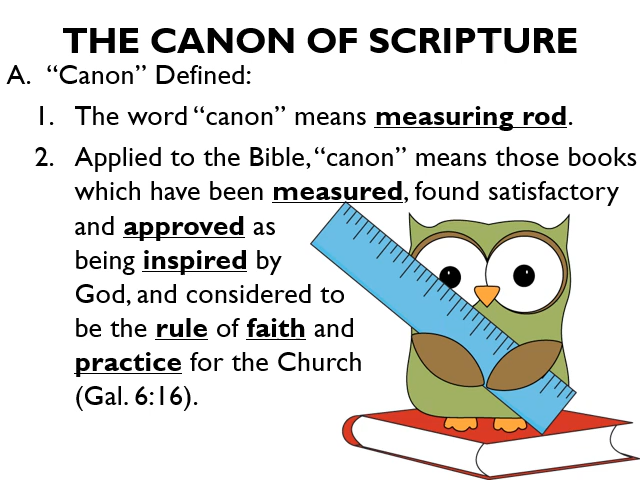 THE CANON OF SCRIPTURE
A. “Canon” Defined:
1. The word “canon” means measuring rod.
2. Applied to the Bible, “canon” means those books
which have been measured, found satisfactory
and approved as
being inspired by
God, and considered to
be the rule of faith and
practice for the Church
(Gal. 6:16).